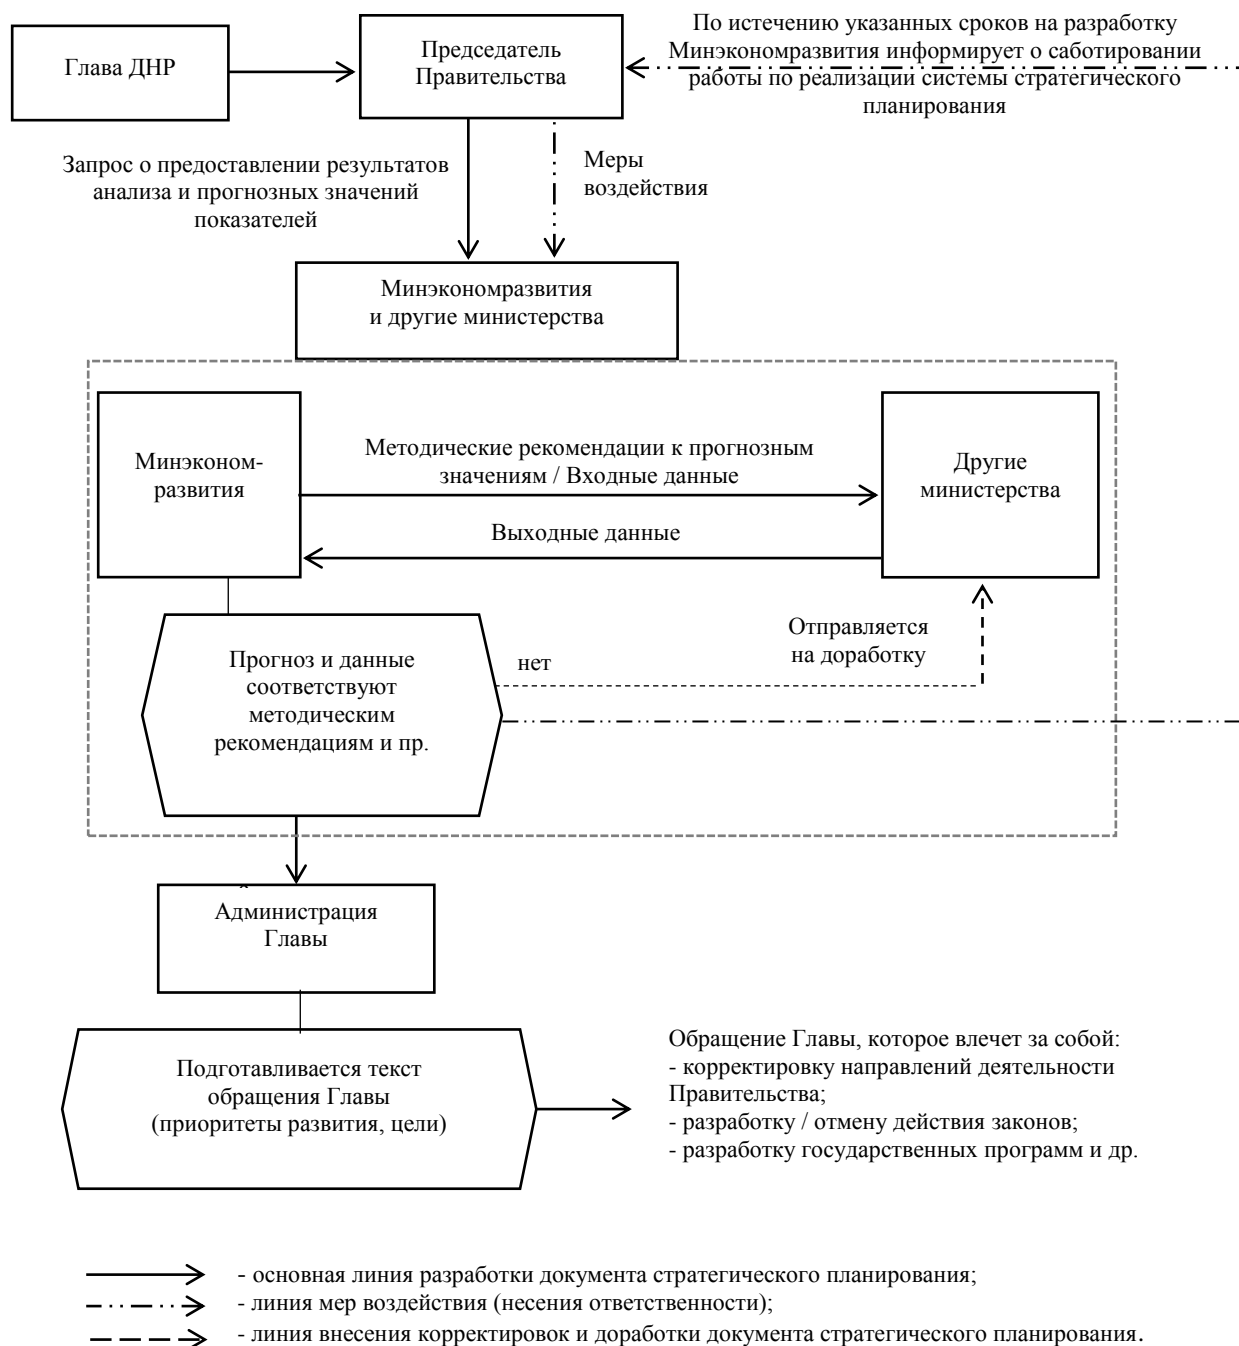 Глава ДНР
Председатель
Правительства
По истечению указанных сроков на разработку
Минэкономразвития информирует о саботировании
работы по реализации системы стратегического
планирования
Запрос о предоставлении результатов
анализа и прогнозных значений
показателей
Меры
воздействия
Минэкономразвития
и другие министерства
Минэконом-
развития
Методические рекомендации к прогнозным
значениям / Входные данные
Другие
министерства
Выходные данные
Прогноз и данные
соответствуют
методическим
рекомендациям и пр.
нет
Отправляется
на доработку
Администрация
Главы
Подготавливается текст
обращения Главы
(приоритеты развития, цели)
Обращение Главы, которое влечет за собой:
- корректировку направлений деятельности
Правительства;
- разработку / отмену действия законов;
- разработку государственных программ и др.
- основная линия разработки документа стратегического планирования;
- линия мер воздействия (несения ответственности);
- линия внесения корректировок и доработки документа стратегического планирования.